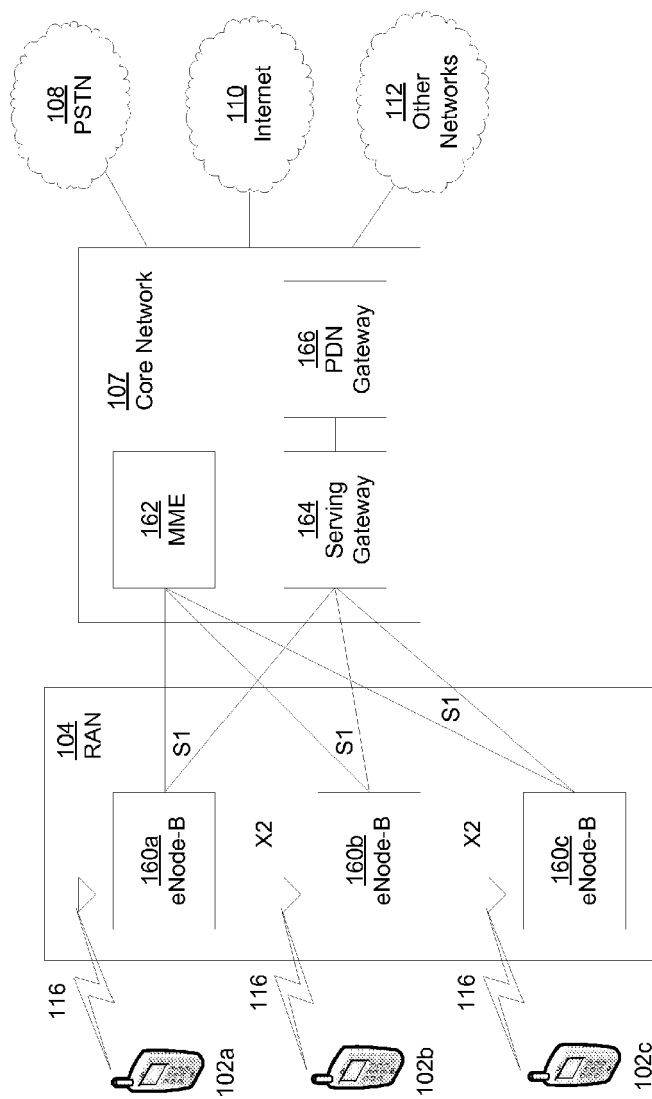 102a
102b
102c
116
116
116
104
RAN
160a
eNode-B
X2
160b
eNode-B
X2
160c
eNode-B
S1
S1
S1
107
Core Network
162
MME
164
Serving
Gateway
166
PDN
Gateway
108
PSTN
110
Internet
112
Other
Networks